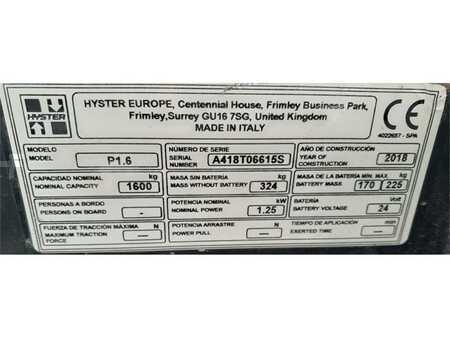 HYSTER
HYSTER EUROPE, Centennial House, Frimley Business Park,
Frimley,Surrey GU16 7SG, United Kingdom
MADE IN ITALY
CE
4022657 - SPA
MODELO
MODEL P1.6
NÚMERO DE SERIE
SERIAL NUMBER A418T06615S
AÑO DE CONSTRUCCIÓN
YEAR OF CONSTRUCTION 2018
CAPACIDAD NOMINAL kg
NOMINAL CAPACITY 1600
MASA SIN BATERÍA kg
MASS WITHOUT BATTERY 324
MASA DE LA BATERÍA MÍN. MÁX. kg
BATTERY MASS 170 225
PERSONAS A BORDO
PERSONS ON BOARD -
POTENCIA NOMINAL kW
NOMINAL POWER 1.25
BATERÍA Volt
BATTERY VOLTAGE 24
FUERZA DE TRACCIÓN MÁXIMA N
MAXIMUM TRACTION FORCE —
POTENCIA ARRASTRE N
POWER PULL —
TIEMPO DE APLICACIÓN min
EXERTED TIME —